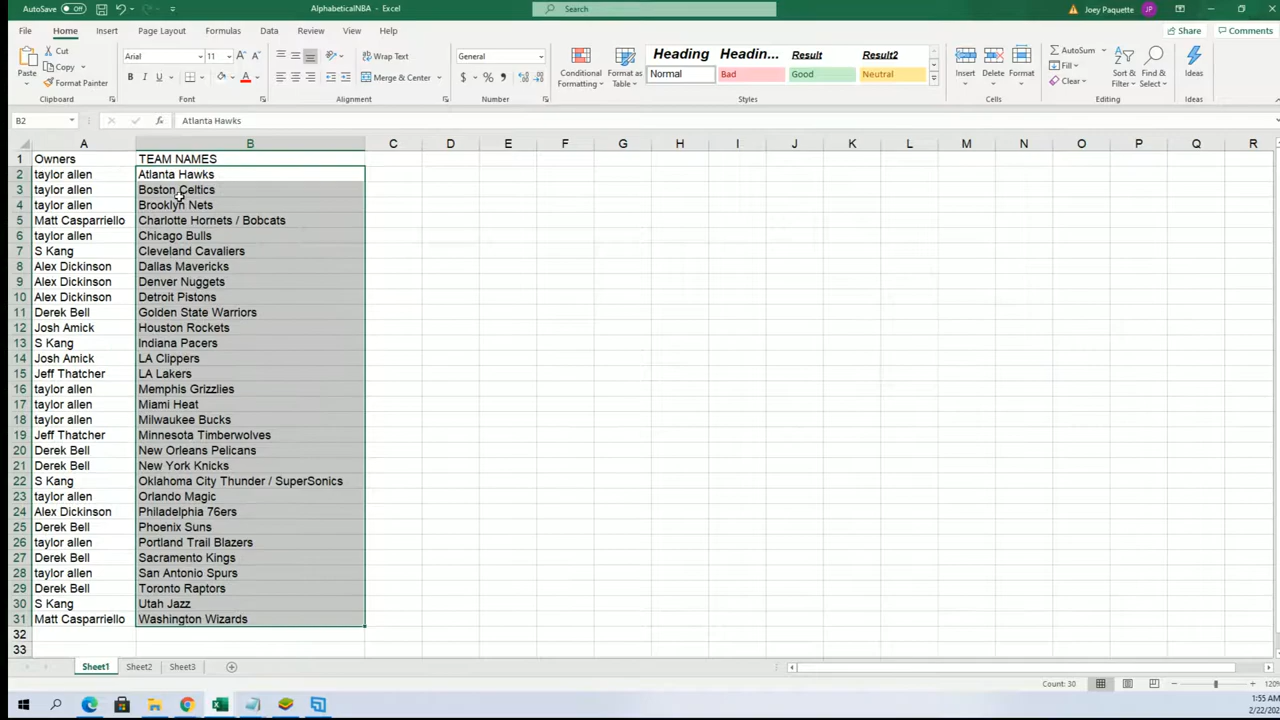 AutoSave Off AlphabeticalNBA - Excel Search Joey Paquette JP
File Home Insert Page Layout Formulas Data Review View Help Share Comments
Paste Cut Copy Format Painter Clipboard
Arial 11 A A B I U A Font
Wrap Text Merge & Center Alignment
General $ % , Number
Conditional Formatting Format as Table Heading Headin... Result Result2 Normal Bad Good Neutral Styles
Insert Delete Format Cells
AutoSum Fill Clear Sort & Filter Find & Select Editing
Ideas Ideas
B2 fx Atlanta Hawks
A B C D E F G H I J K L M N O P Q R
1 Owners TEAM NAMES
2 taylor allen Atlanta Hawks
3 taylor allen Boston Celtics
4 taylor allen Brooklyn Nets
5 Matt Casparriello Charlotte Hornets / Bobcats
6 taylor allen Chicago Bulls
7 S Kang Cleveland Cavaliers
8 Alex Dickinson Dallas Mavericks
9 Alex Dickinson Denver Nuggets
10 Alex Dickinson Detroit Pistons
11 Derek Bell Golden State Warriors
12 Josh Amick Houston Rockets
13 S Kang Indiana Pacers
14 Josh Amick LA Clippers
15 Jeff Thatcher LA Lakers
16 taylor allen Memphis Grizzlies
17 taylor allen Miami Heat
18 taylor allen Milwaukee Bucks
19 Jeff Thatcher Minnesota Timberwolves
20 Derek Bell New Orleans Pelicans
21 Derek Bell New York Knicks
22 S Kang Oklahoma City Thunder / SuperSonics
23 taylor allen Orlando Magic
24 Alex Dickinson Philadelphia 76ers
25 Derek Bell Phoenix Suns
26 taylor allen Portland Trail Blazers
27 Derek Bell Sacramento Kings
28 taylor allen San Antonio Spurs
29 Derek Bell Toronto Raptors
30 S Kang Utah Jazz
31 Matt Casparriello Washington Wizards
32
33
Sheet1 Sheet2 Sheet3
Count: 30 120%
1:55 AM
2/22/202